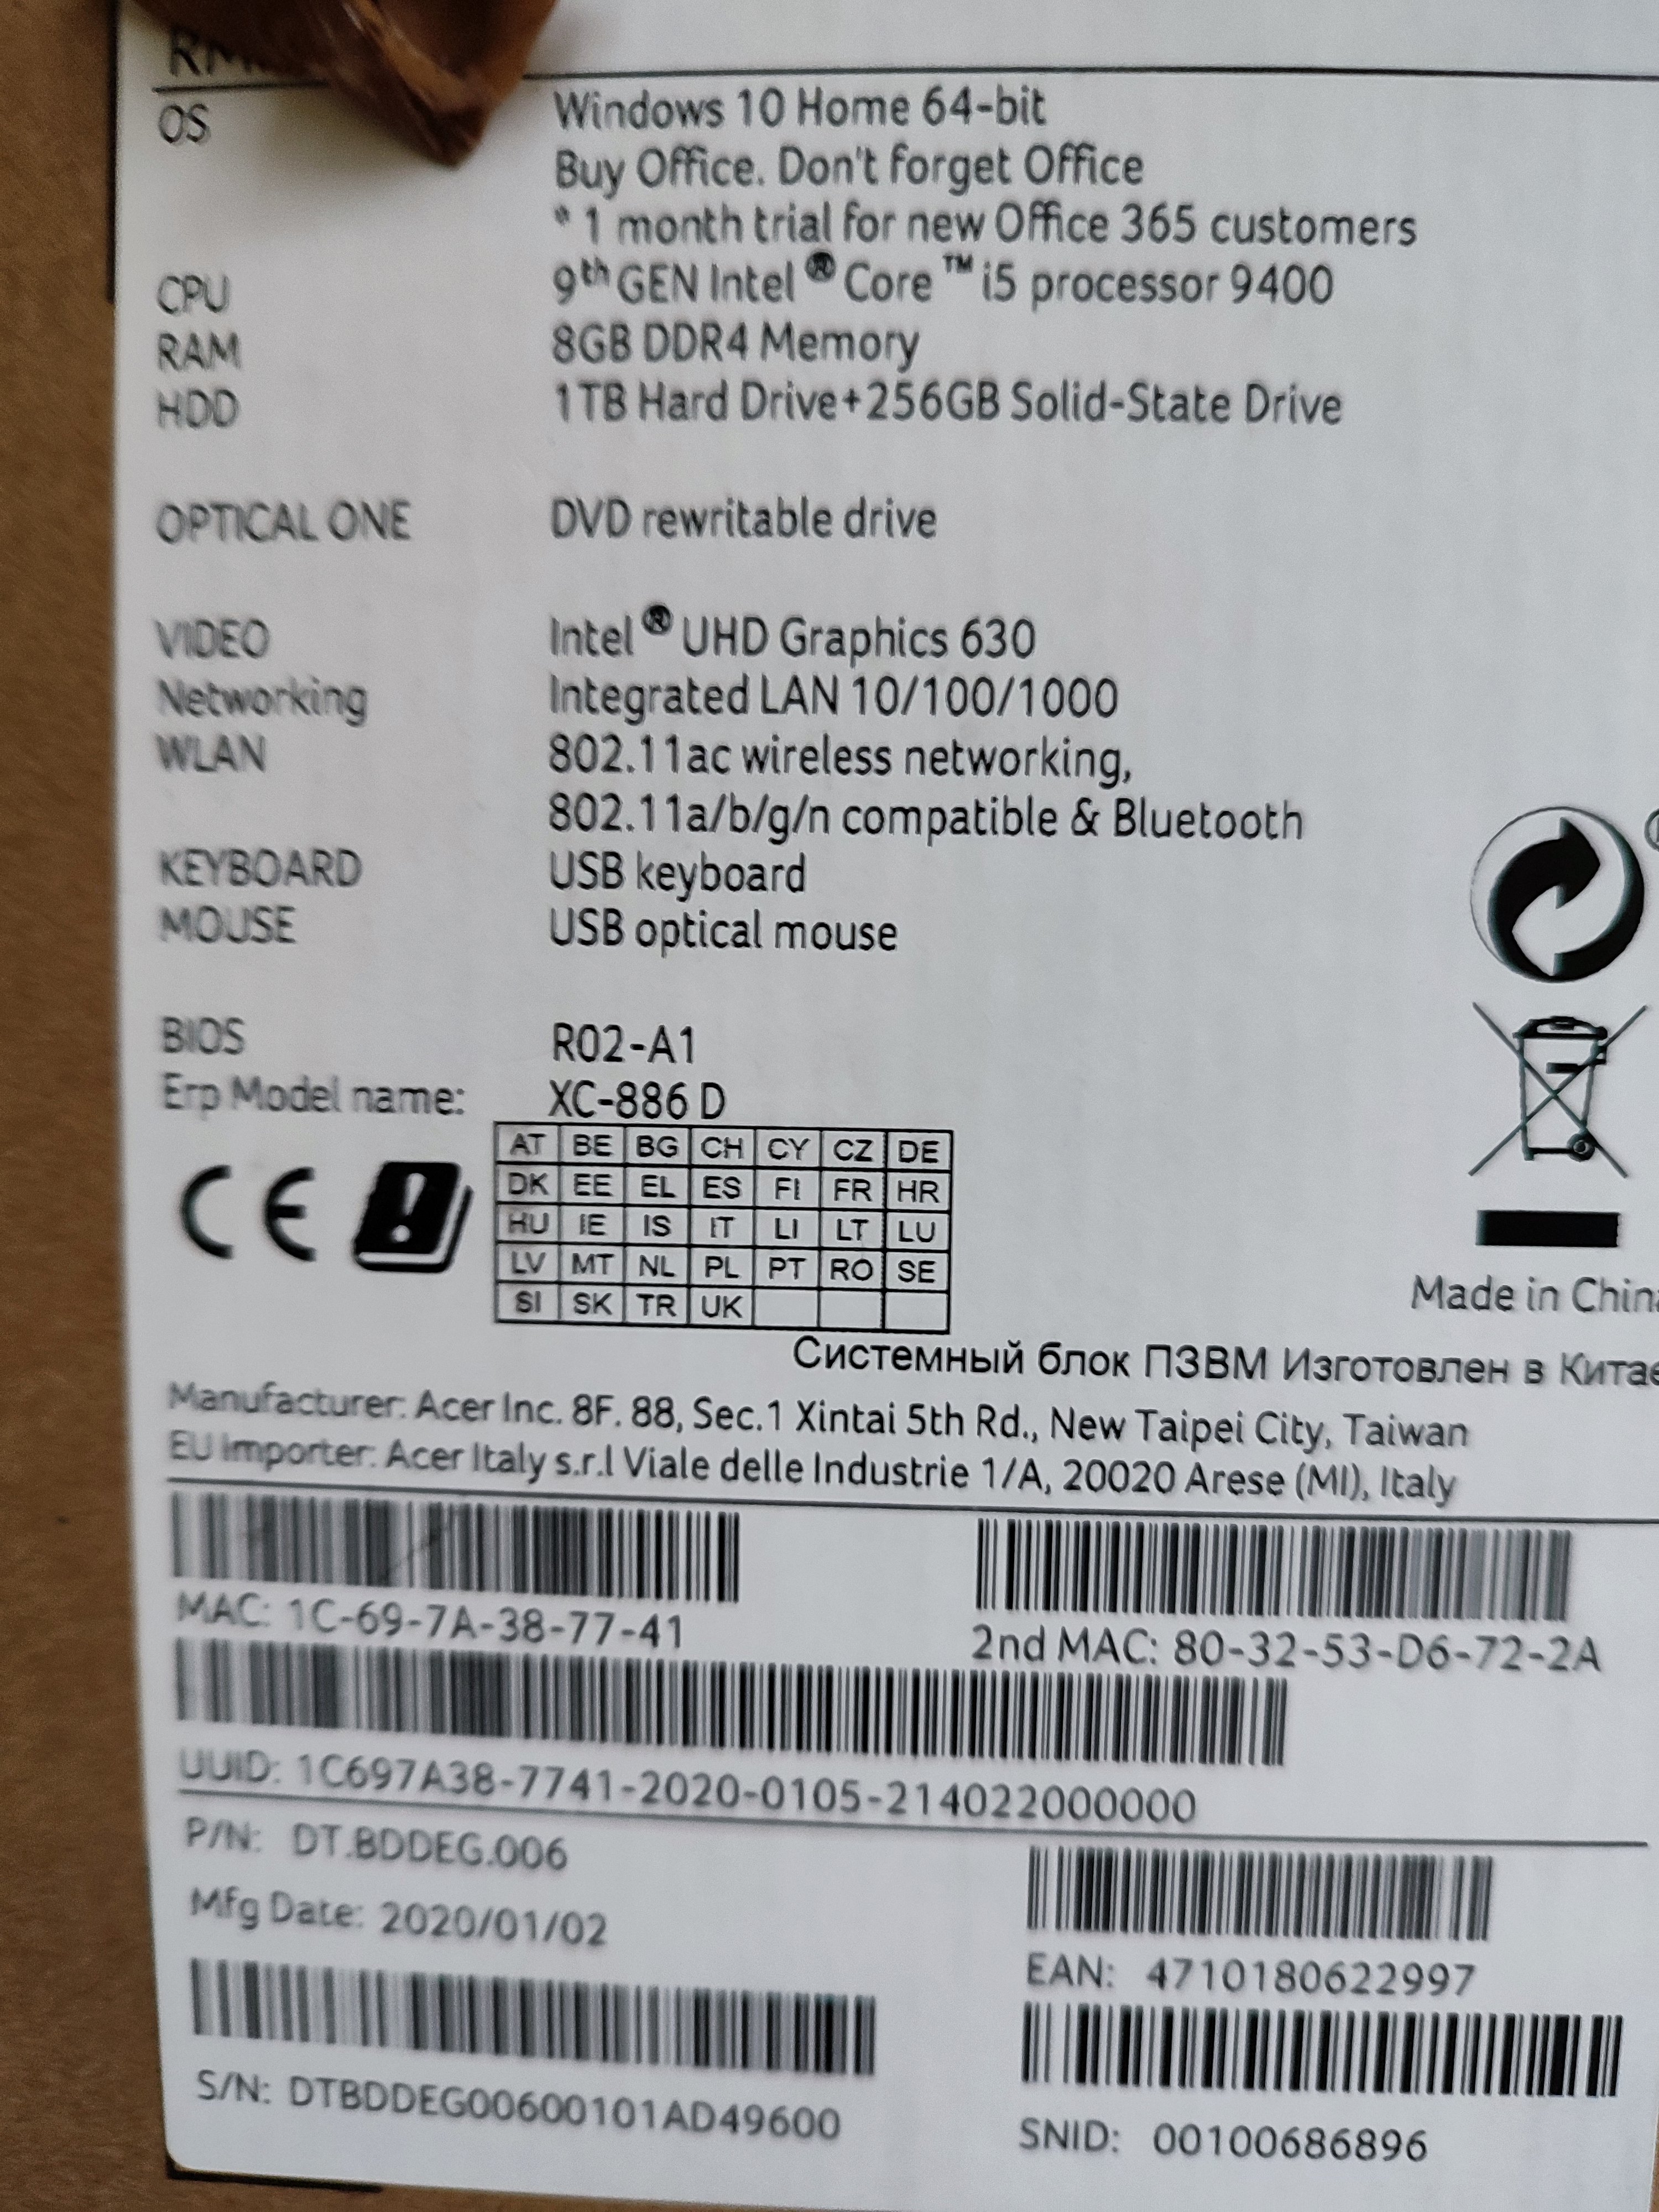 OS Windows 10 Home 64-bit
Buy Office. Don't forget Office
* 1 month trial for new Office 365 customers
CPU 9th GEN Intel® Core™ i5 processor 9400
RAM 8GB DDR4 Memory
HDD 1TB Hard Drive+256GB Solid-State Drive
OPTICAL ONE DVD rewritable drive
VIDEO Intel® UHD Graphics 630
Networking Integrated LAN 10/100/1000
WLAN 802.11ac wireless networking,
802.11a/b/g/n compatible & Bluetooth
KEYBOARD USB keyboard
MOUSE USB optical mouse
BIOS R02-A1
Erp Model name: XC-886 D
CE
AT BE BG CH CY CZ DE
DK EE EL ES FI FR HR
HU IE IS IT LI LT LU
LV MT NL PL PT RO SE
SI SK TR UK
Made in China
Системный блок ПЗВМ Изготовлен в Китае
Manufacturer: Acer Inc. 8F. 88, Sec.1 Xintai 5th Rd., New Taipei City, Taiwan
EU Importer: Acer Italy s.r.l Viale delle Industrie 1/A, 20020 Arese (MI), Italy
MAC: 1C-69-7A-38-77-41
2nd MAC: 80-32-53-D6-72-2A
UUID: 1C697A38-7741-2020-0105-214022000000
P/N: DT.BDDEG.006
Mfg Date: 2020/01/02
EAN: 4710180622997
S/N: DTBDDEG00600101AD49600
SNID: 00100686896